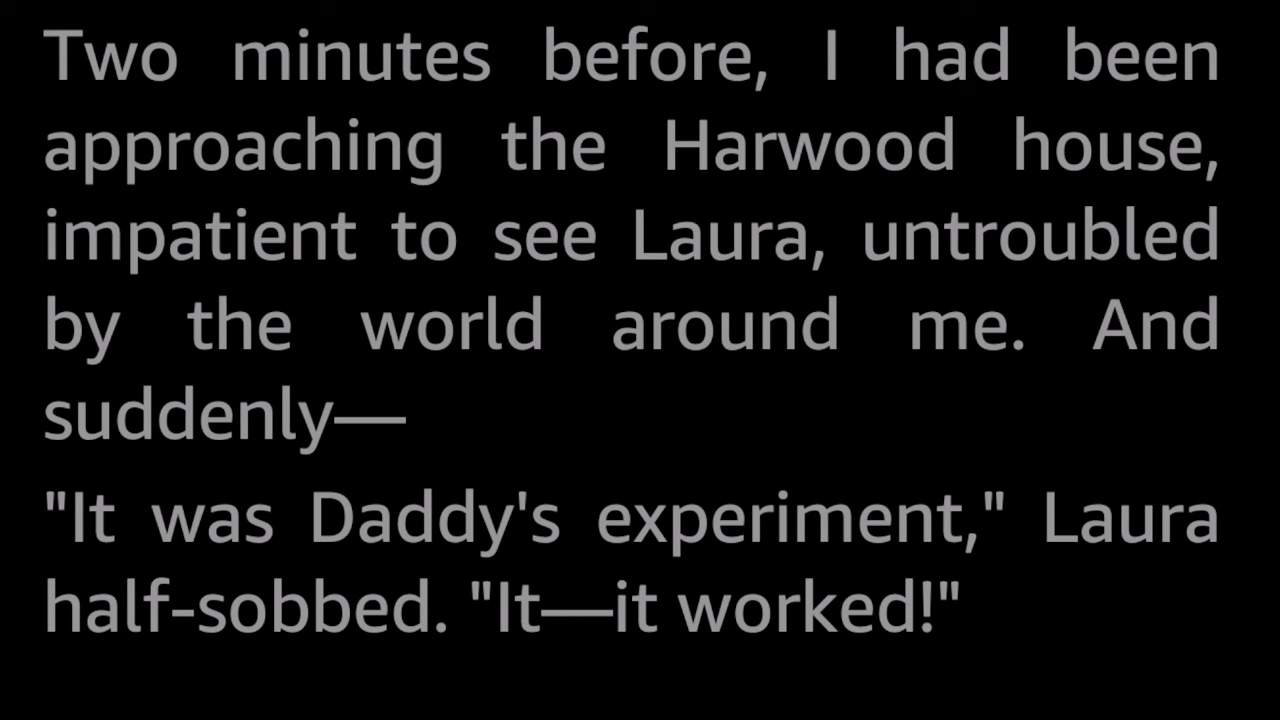 Two minutes before, I had been
approaching the Harwood house,
impatient to see Laura, untroubled
by the world around me. And
suddenly—
"It was Daddy's experiment," Laura
half-sobbed. "It—it worked!"